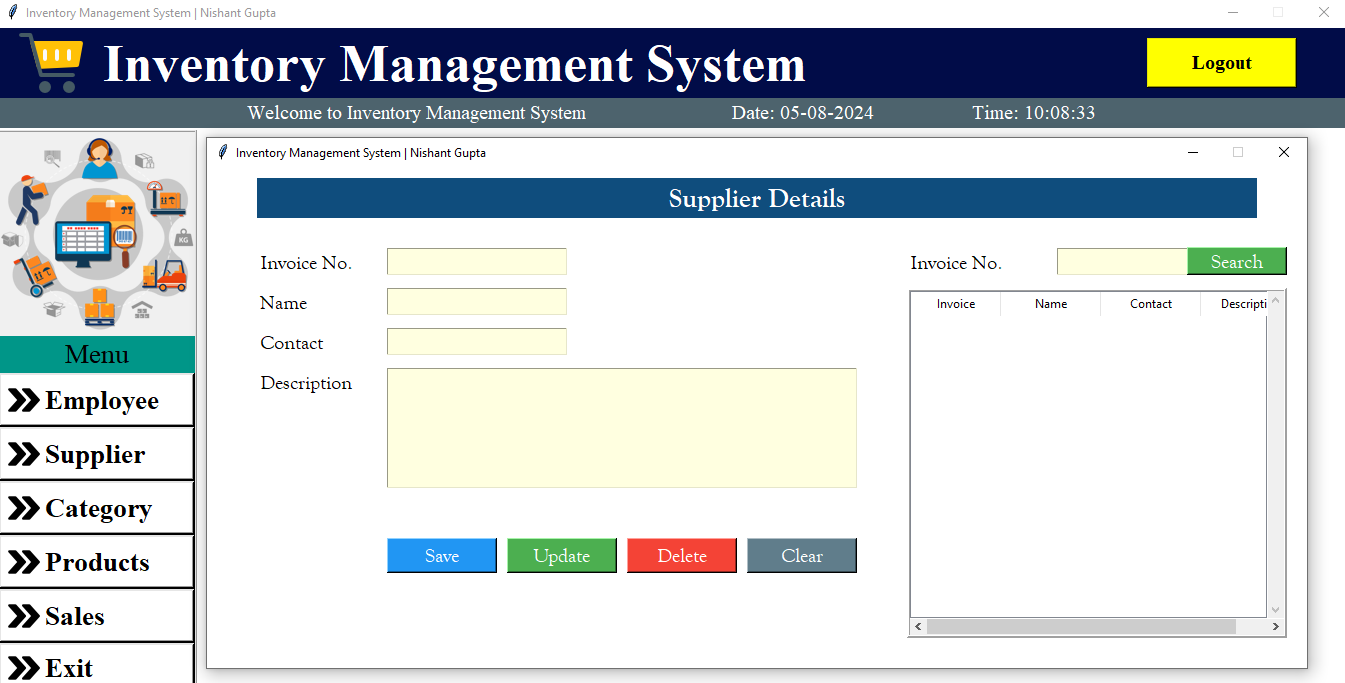 Inventory Management System | Nishant Gupta
Inventory Management System
Logout
Welcome to Inventory Management System Date: 05-08-2024 Time: 10:08:33
Inventory Management System | Nishant Gupta
Supplier Details
KG
Invoice No.
Invoice No. Search
Name
Contact
Description
Invoice Name Contact Descripti
Save Update Delete Clear
Menu
Employee
Supplier
Category
Products
Sales
Exit